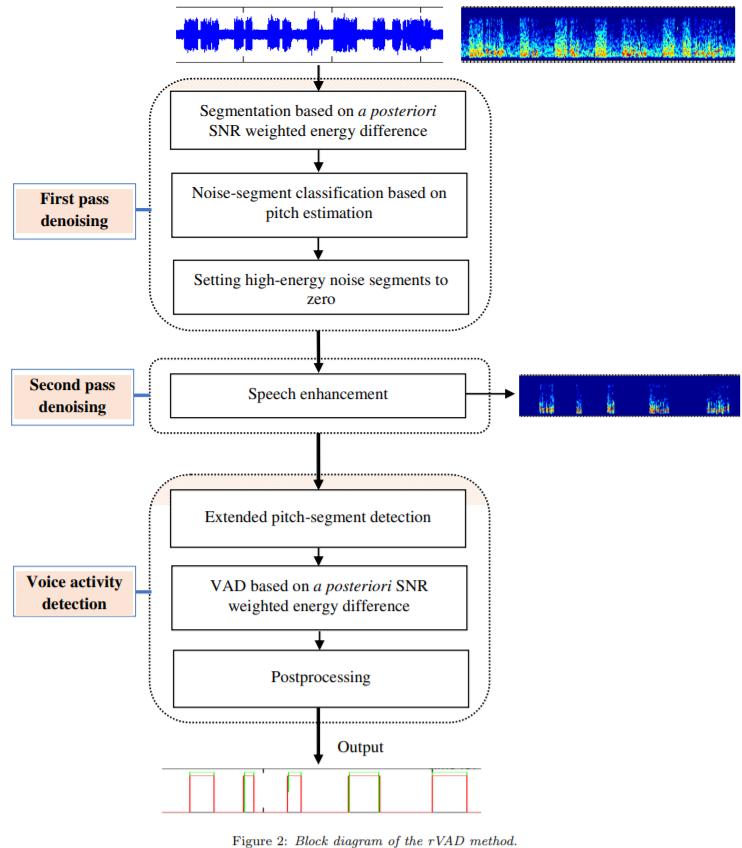 Segmentation based on a posteriori
SNR weighted energy difference
First pass
denoising
Noise-segment classification based on
pitch estimation
Setting high-energy noise segments to
zero
Second pass
denoising
Speech enhancement
Extended pitch-segment detection
Voice activity
detection
VAD based on a posteriori SNR
weighted energy difference
Postprocessing
Output
Figure 2: Block diagram of the rVAD method.